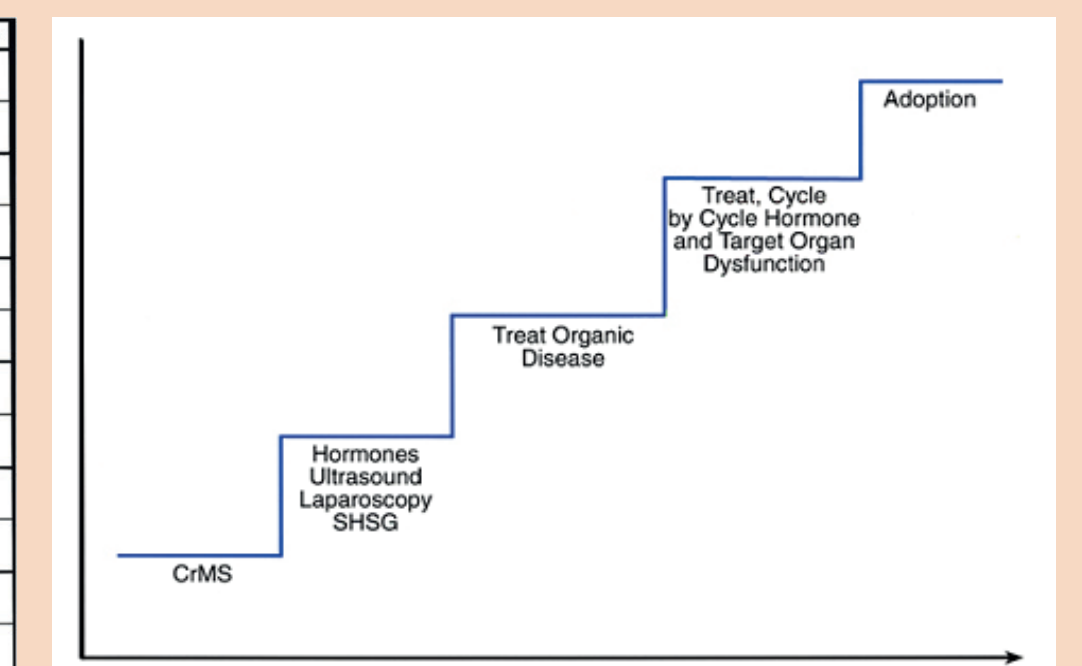 Adoption
Treat, Cycle
by Cycle Hormone
and Target Organ
Dysfunction
Treat Organic
Disease
Hormones
Ultrasound
Laparoscopy
SHSG
CrMS